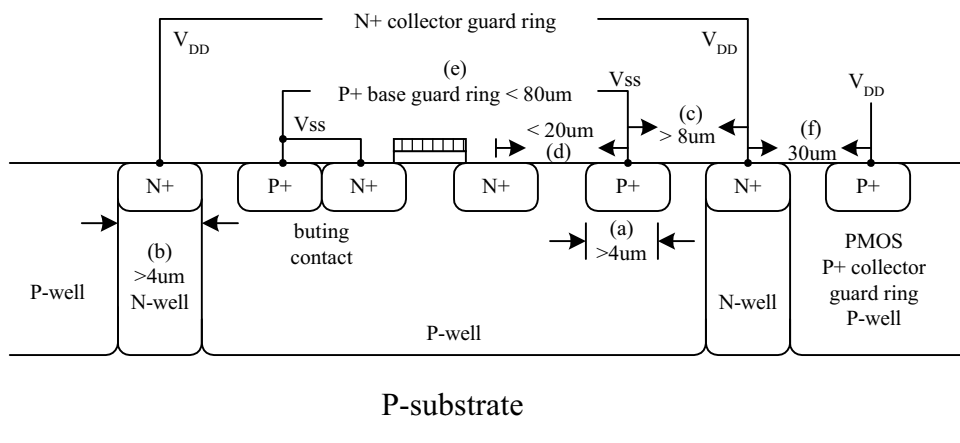 N+ collector guard ring
VDD
VDD
(e)
P+ base guard ring < 80um
Vss
VDD
Vss
< 20um
(d)
(c)
> 8um
(f)
30um
N+
P+
N+
N+
P+
N+
P+
(b)
>4um
N-well
buting
contact
(a)
>4um
PMOS
P+ collector
guard ring
P-well
P-well
N-well
P-well
P-substrate